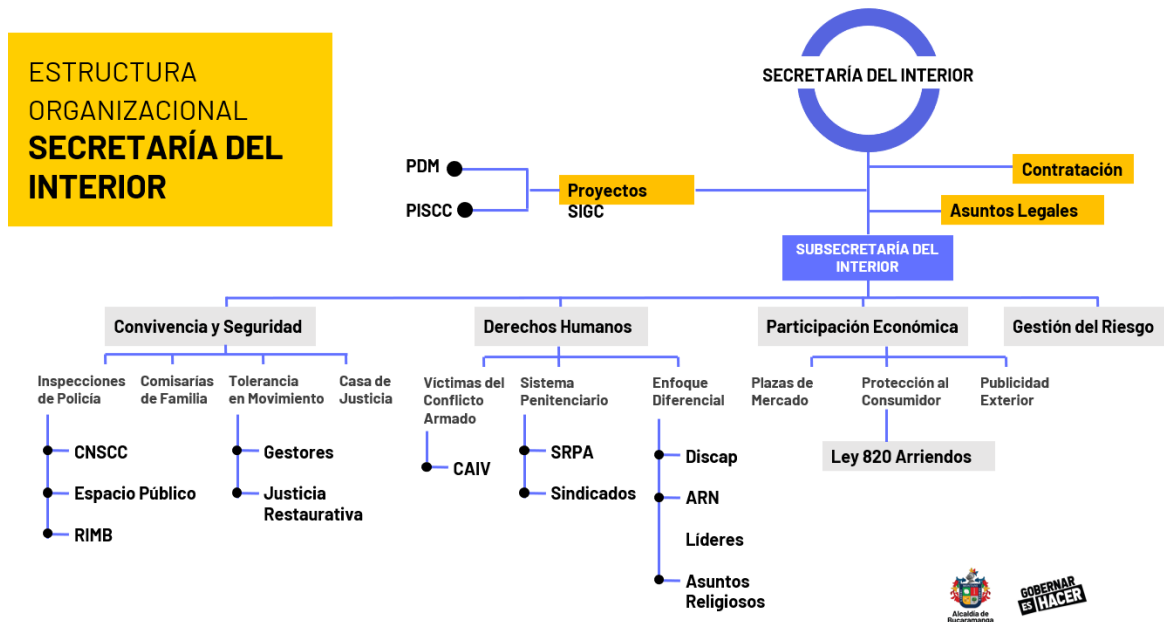 ESTRUCTURA
ORGANIZACIONAL
SECRETARÍA DEL
INTERIOR
SECRETARÍA DEL INTERIOR
PDM
PISCC
Proyectos
SIGC
Contratación
Asuntos Legales
SUBSECRETARÍA DEL
INTERIOR
Convivencia y Seguridad
Derechos Humanos
Participación Económica
Gestión del Riesgo
Inspecciones
de Policía
Comisarías
de Familia
Tolerancia
en Movimiento
Casa de
Justicia
Víctimas del
Conflicto
Armado
Sistema
Penitenciario
Enfoque
Diferencial
Plazas de
Mercado
Protección al
Consumidor
Publicidad
Exterior
CNSCC
Espacio Público
RIMB
Gestores
Justicia
Restaurativa
CAIV
SRPA
Sindicados
Discap
ARN
Líderes
Asuntos
Religiosos
Ley 820 Arriendos
Alcaldía de
Bucaramanga
GOBERNAR
ES HACER